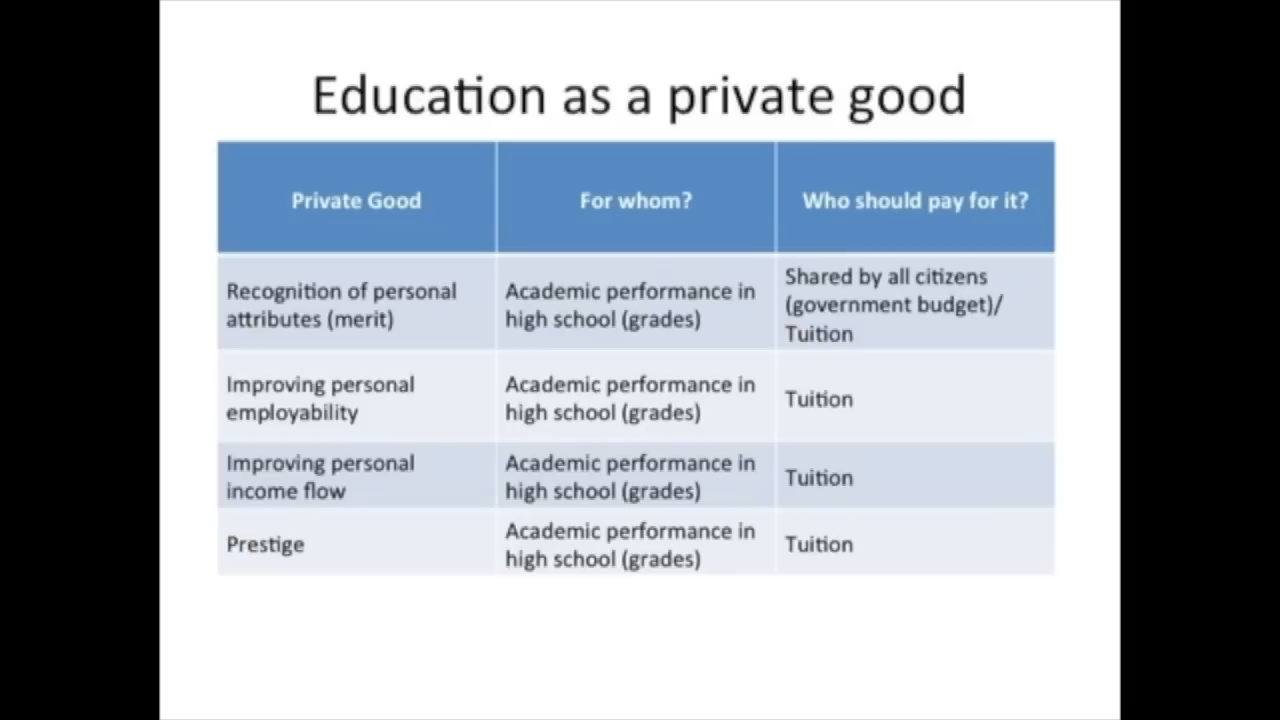 Education as a private good
Private Good
For whom?
Who should pay for it?
Recognition of personal
attributes (merit)
Academic performance in
high school (grades)
Shared by all citizens
(government budget)/
Tuition
Improving personal
employability
Academic performance in
high school (grades)
Tuition
Improving personal
income flow
Academic performance in
high school (grades)
Tuition
Prestige
Academic performance in
high school (grades)
Tuition